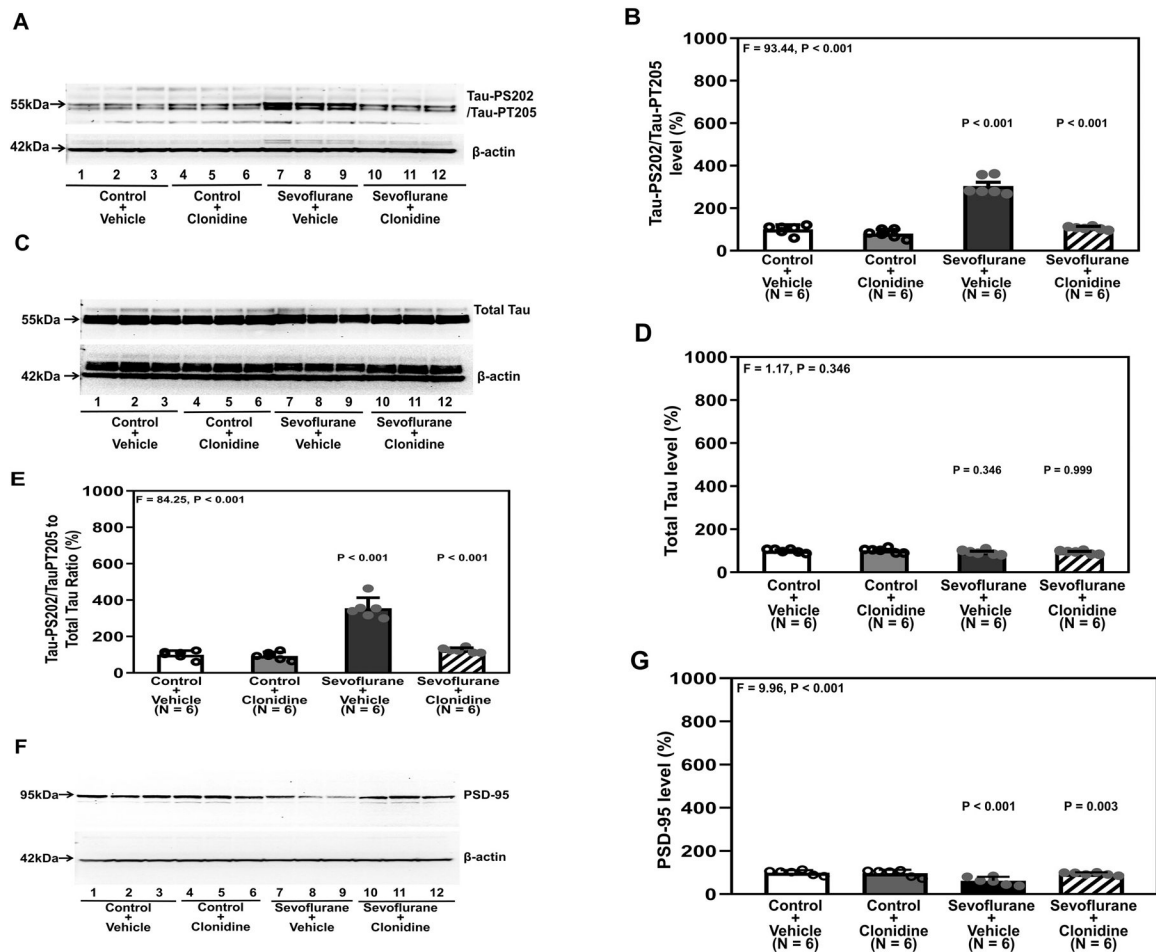 A
55kDa→
Tau-PS202
/Tau-PT205
42kDa→
β-actin
1 2 3 4 5 6 7 8 9 10 11 12
Control
+
Vehicle
Control
+
Clonidine
Sevoflurane
+
Vehicle
Sevoflurane
+
Clonidine
B
Tau-PS202/Tau-PT205
level (%)
1000
800
600
400
200
0
F = 93.44, P < 0.001
P < 0.001
P < 0.001
Control
+
Vehicle
(N = 6)
Control
+
Clonidine
(N = 6)
Sevoflurane
+
Vehicle
(N = 6)
Sevoflurane
+
Clonidine
(N = 6)
C
Total Tau
55kDa→
42kDa→
β-actin
1 2 3 4 5 6 7 8 9 10 11 12
Control
+
Vehicle
Control
+
Clonidine
Sevoflurane
+
Vehicle
Sevoflurane
+
Clonidine
D
Total Tau level (%)
1000
800
600
400
200
0
F = 1.17, P = 0.346
P = 0.346
P = 0.999
Control
+
Vehicle
(N = 6)
Control
+
Clonidine
(N = 6)
Sevoflurane
+
Vehicle
(N = 6)
Sevoflurane
+
Clonidine
(N = 6)
E
Tau-PS202/TauPT205 to
Total Tau Ratio (%)
1000
800
600
400
200
0
F = 84.25, P < 0.001
P < 0.001
P < 0.001
Control
+
Vehicle
(N = 6)
Control
+
Clonidine
(N = 6)
Sevoflurane
+
Vehicle
(N = 6)
Sevoflurane
+
Clonidine
(N = 6)
F
95kDa→
PSD-95
42kDa→
β-actin
1 2 3 4 5 6 7 8 9 10 11 12
Control
+
Vehicle
Control
+
Clonidine
Sevoflurane
+
Vehicle
Sevoflurane
+
Clonidine
G
PSD-95 level (%)
1000
800
600
400
200
0
F = 9.96, P < 0.001
P < 0.001
P = 0.003
Control
+
Vehicle
(N = 6)
Control
+
Clonidine
(N = 6)
Sevoflurane
+
Vehicle
(N = 6)
Sevoflurane
+
Clonidine
(N = 6)